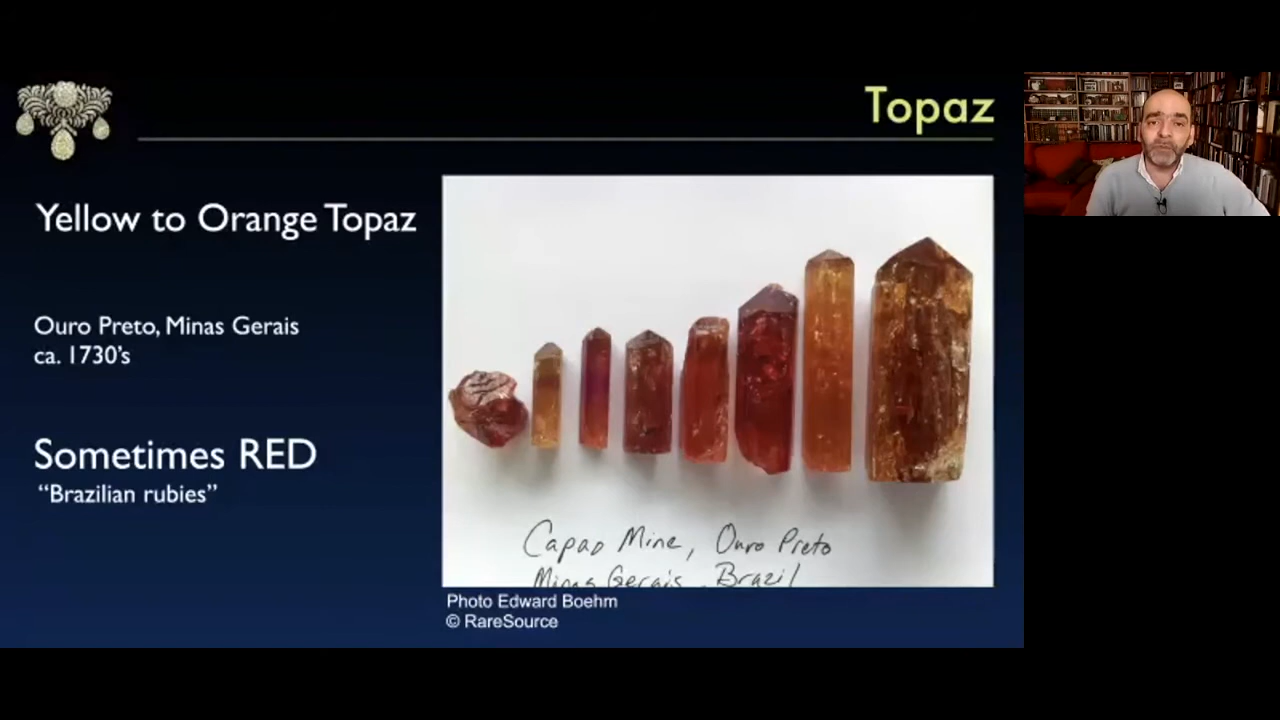 Topaz
Yellow to Orange Topaz
Ouro Preto, Minas Gerais
ca. 1730's
Sometimes RED
“Brazilian rubies”
Capao Mine, Ouro Preto
Minas Gerais, Brazil
Photo Edward Boehm
© RareSource